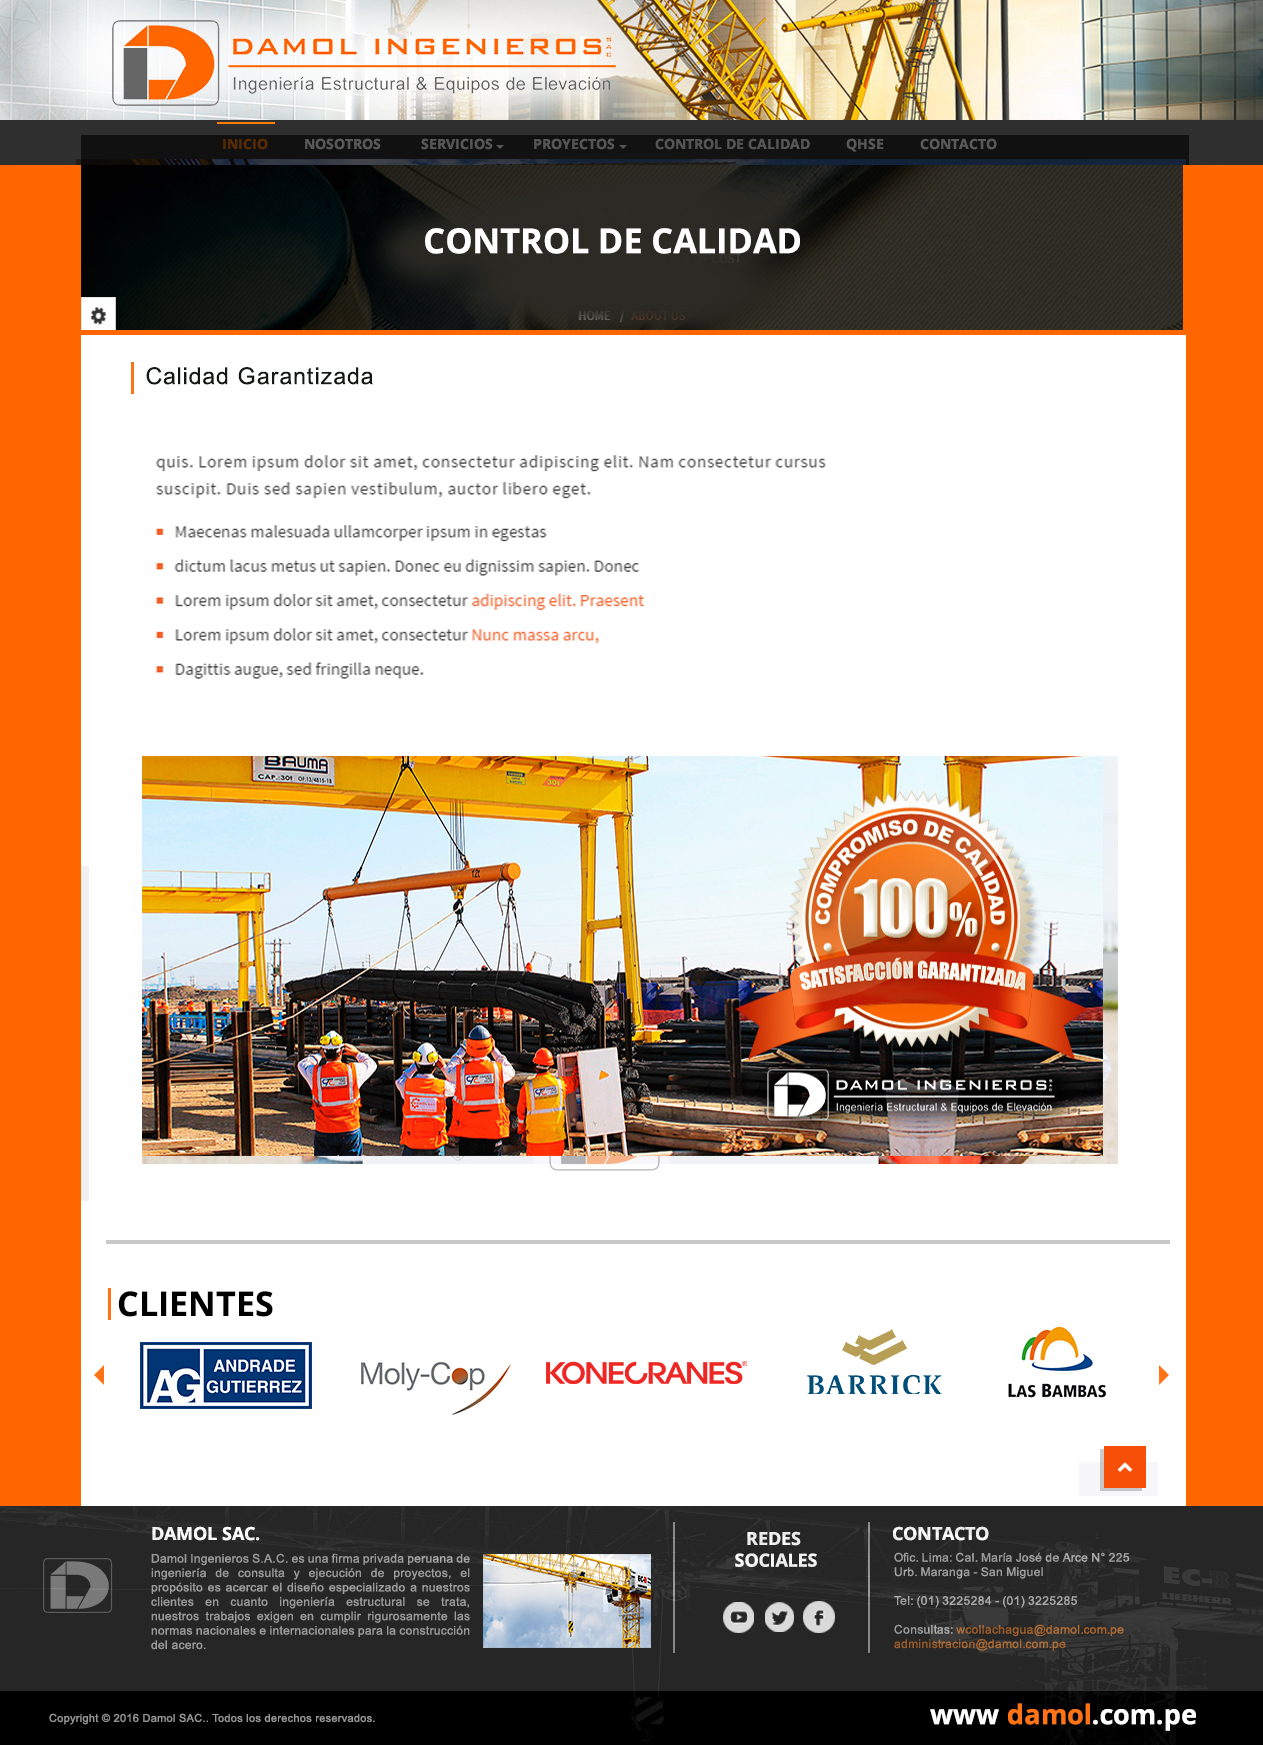 DAMOL INGENIEROS SAC
Ingeniería Estructural & Equipos de Elevación
INICIO NOSOTROS SERVICIOS PROYECTOS CONTROL DE CALIDAD QHSE CONTACTO
CONTROL DE CALIDAD
HOME / ABOUT US
Calidad Garantizada
quis. Lorem ipsum dolor sit amet, consectetur adipiscing elit. Nam consectetur cursus
suscipit. Duis sed sapien vestibulum, auctor libero eget.
Maecenas malesuada ullamcorper ipsum in egestas
dictum lacus metus ut sapien. Donec eu dignissim sapien. Donec
Lorem ipsum dolor sit amet, consectetur adipiscing elit. Praesent
Lorem ipsum dolor sit amet, consectetur Nunc massa arcu,
Dagittis augue, sed fringilla neque.
BAUMA
CAP.:30t
COMPROMISO DE CALIDAD
100%
SATISFACCIÓN GARANTIZADA
DAMOL INGENIEROS
Ingeniería Estructural & Equipos de Elevación
CLIENTES
AG ANDRADE
GUTIERREZ
Moly-Cop
KONECRANES®
BARRICK
LAS BAMBAS
DAMOL SAC.
Damol Ingenieros S.A.C. es una firma privada peruana de
ingeniería de consulta y ejecución de proyectos, el
propósito es acercar el diseño especializado a nuestros
clientes en cuanto ingeniería estructural se trata,
nuestros trabajos exigen en cumplir rigurosamente las
normas nacionales e internacionales para la construcción
del acero.
REDES
SOCIALES
CONTACTO
Ofic. Lima: Cal. María José de Arce N° 225
Urb. Maranga - San Miguel
Tel: (01) 3225284 - (01) 3225285
Consultas: wcollachagua@damol.com.pe
administracion@damol.com.pe
LIEBHERR
Copyright © 2016 Damol SAC.. Todos los derechos reservados.
www damol.com.pe